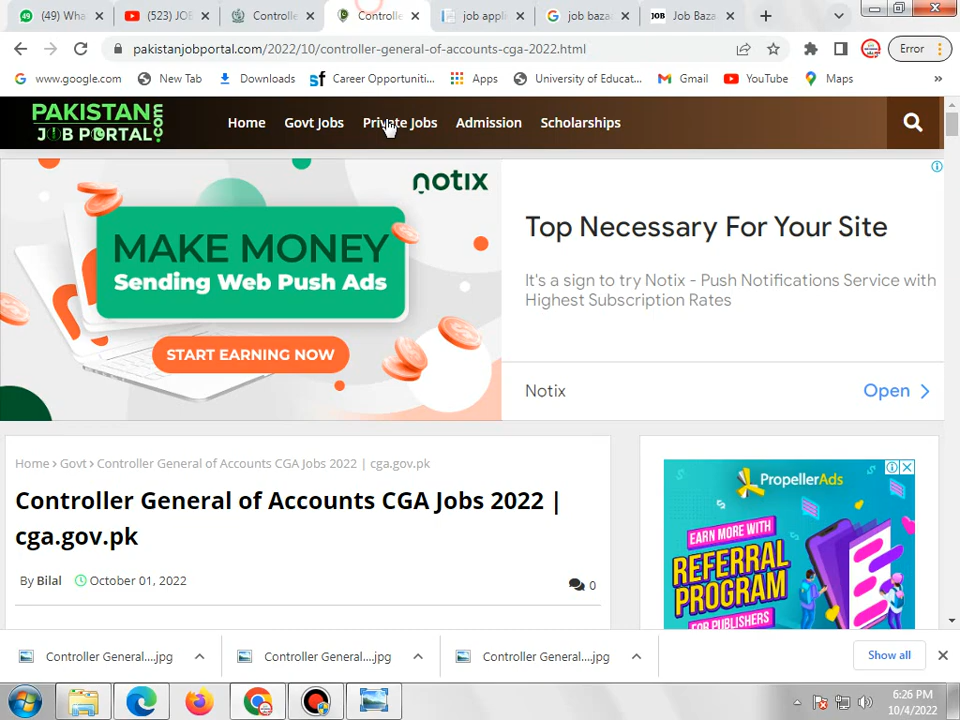 (49) Wha
(523) JOE
Controlle
Controlle
job appli
job baza
JOB Job Baza
pakistanjobportal.com/2022/10/controller-general-of-accounts-cga-2022.html
Error
www.google.com
New Tab
Downloads
Career Opportuniti...
Apps
University of Educat...
Gmail
YouTube
Maps
PAKISTAN
JOB PORTAL
.com
Home
Govt Jobs
Private Jobs
Admission
Scholarships
notix
MAKE MONEY
Sending Web Push Ads
START EARNING NOW
Top Necessary For Your Site
It's a sign to try Notix - Push Notifications Service with
Highest Subscription Rates
Notix
Open
Home › Govt › Controller General of Accounts CGA Jobs 2022 | cga.gov.pk
Controller General of Accounts CGA Jobs 2022 |
cga.gov.pk
By Bilal
October 01, 2022
0
PropellerAds
EARN MORE WITH
REFERRAL
PROGRAM
FOR PUBLISHERS
Controller General....jpg
Controller General....jpg
Controller General....jpg
Show all
6:26 PM
10/4/2022